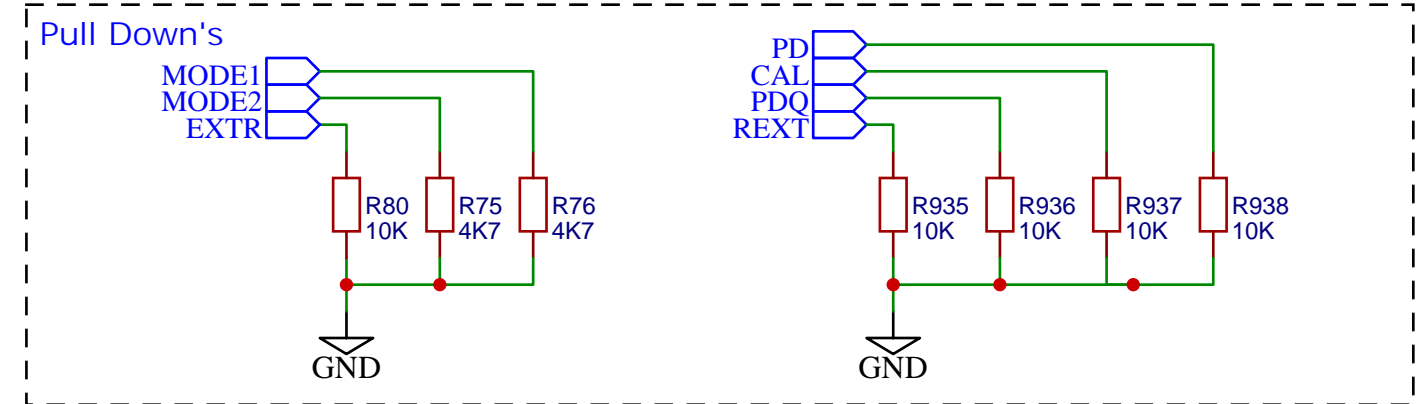 Pull Down's
MODE1
MODE2
EXTR
R80
10K
R75
4K7
R76
4K7
GND
PD
CAL
PDQ
REXT
R935
10K
R936
10K
R937
10K
R938
10K
GND